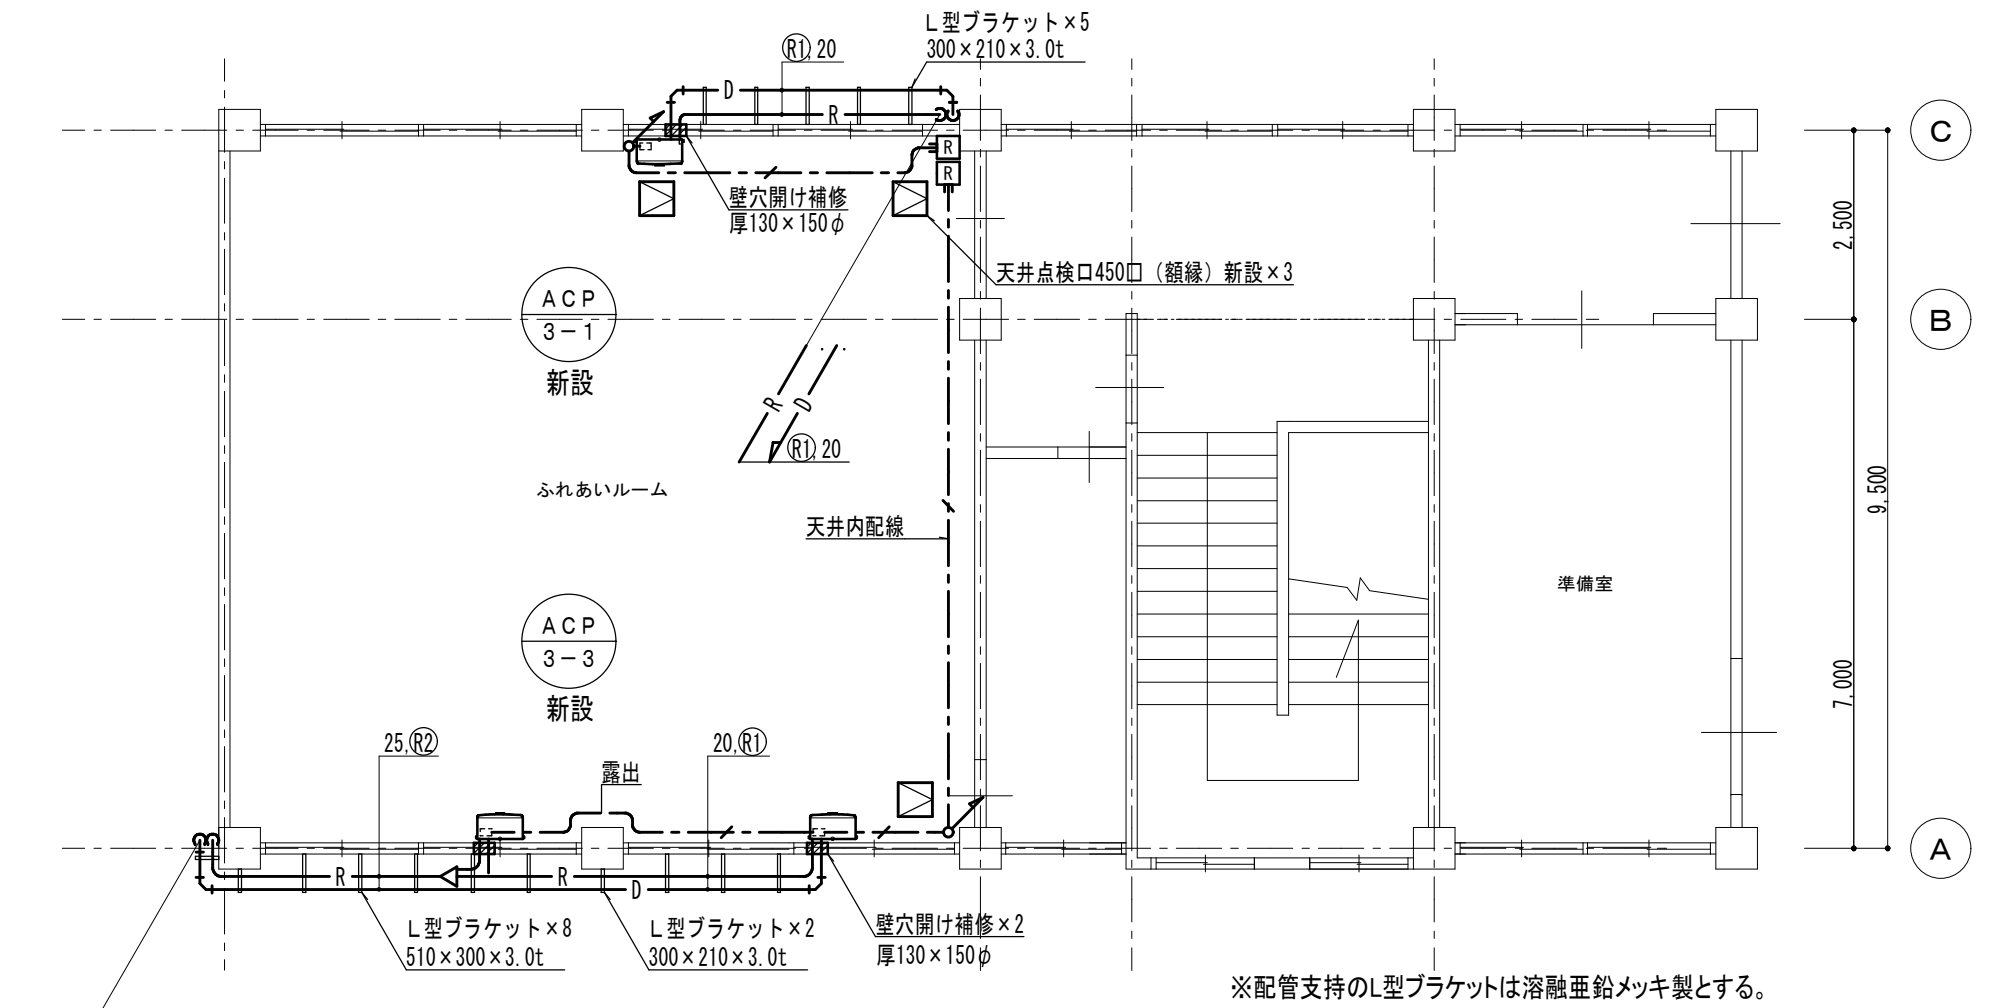 L型ブラケット×5
300×210×3.0t
R1,20
D
R
C
R
R
壁穴開け補修
厚130×150φ
2,500
天井点検口450□（額縁）新設×3
ACP
3-1
新設
B
R
D
R1,20
ふれあいルーム
天井内配線
9,500
準備室
ACP
3-3
新設
7,000
25,R2
20,R1
露出
A
R
R
D
L型ブラケット×8
510×300×3.0t
L型ブラケット×2
300×210×3.0t
壁穴開け補修×2
厚130×150φ
※配管支持のL型ブラケットは溶融亜鉛メッキ製とする。